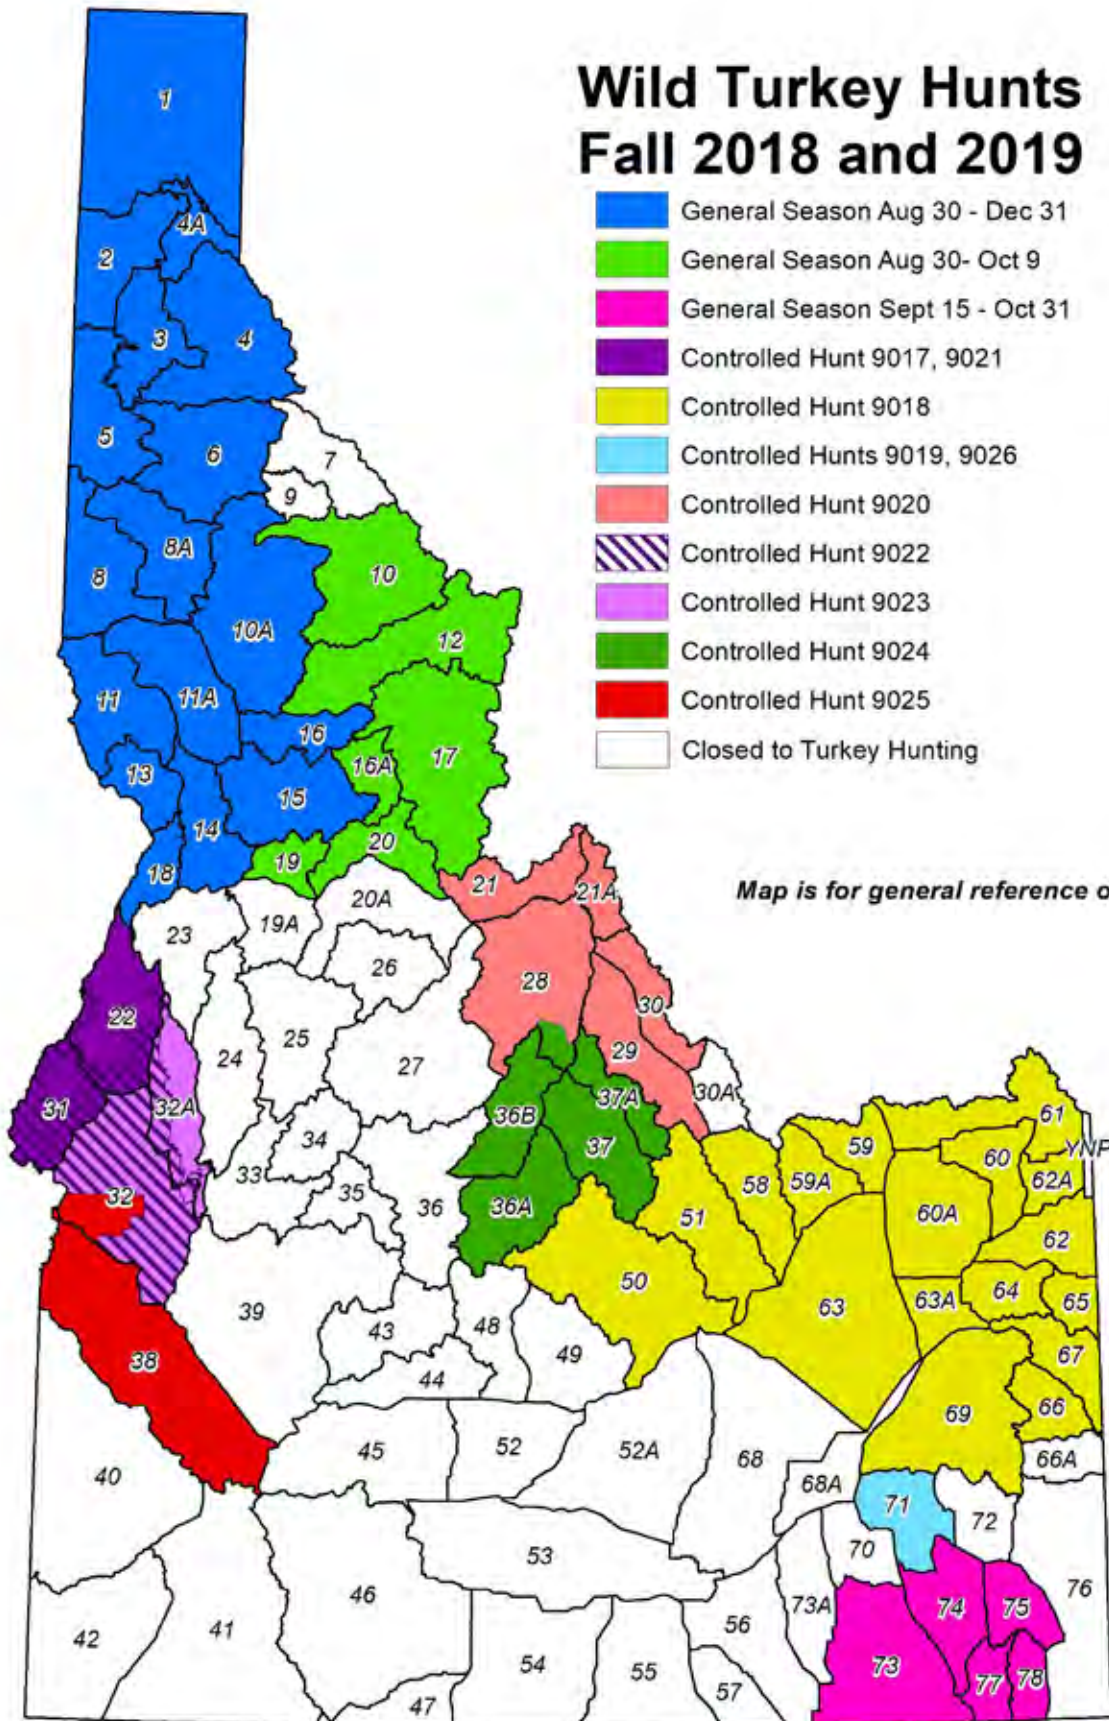 Wild Turkey Hunts
Fall 2018 and 2019
General Season Aug 30 - Dec 31
General Season Aug 30- Oct 9
General Season Sept 15 - Oct 31
Controlled Hunt 9017, 9021
Controlled Hunt 9018
Controlled Hunts 9019, 9026
Controlled Hunt 9020
Controlled Hunt 9022
Controlled Hunt 9023
Controlled Hunt 9024
Controlled Hunt 9025
Closed to Turkey Hunting
Map is for general reference o
1
4A
2
3
4
5
6
7
9
8A
8
10
10A
12
11
11A
16
17
13
16A
15
14
20
19
18
21
21A
20A
19A
23
26
28
30
22
25
24
27
29
30A
32A
31
36B
37A
34
37
33
35
36
36A
32
59
61
60
YNP
62A
58
59A
60A
51
62
50
63
63A
64
65
39
43
48
49
67
38
44
69
66
45
52
52A
68
66A
40
68A
71
72
53
70
46
73A
56
74
75
76
42
41
54
55
73
77
78
57
47